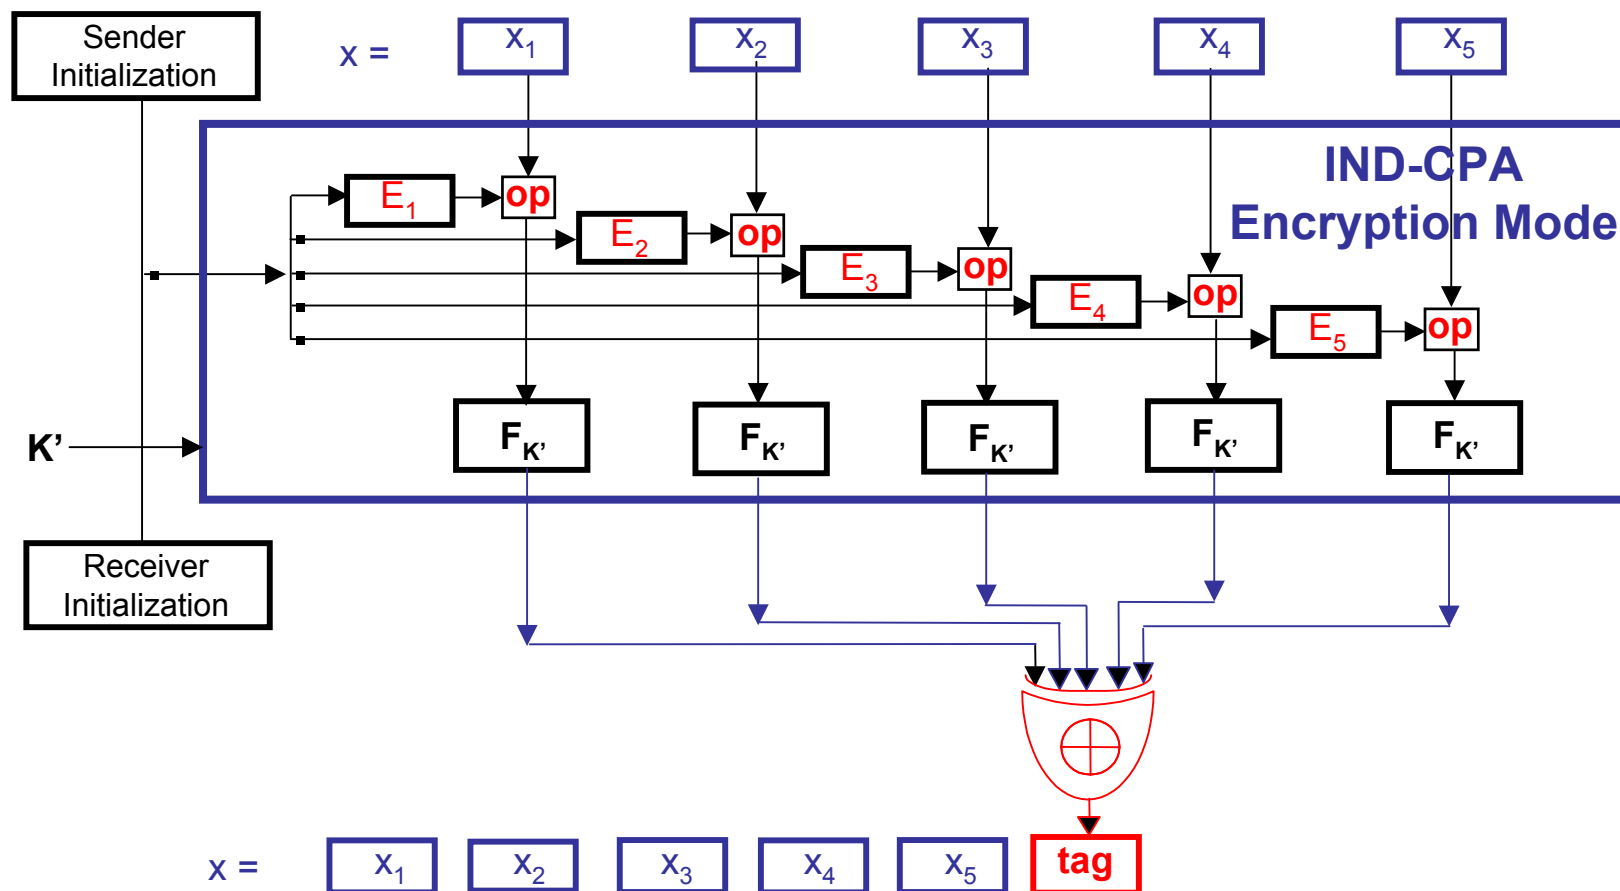 Sender
Initialization
x =
x1
x2
x3
x4
x5
IND-CPA
Encryption Mode
E1
op
E2
op
E3
op
E4
op
E5
op
K’
FK’
FK’
FK’
FK’
FK’
Receiver
Initialization
x =
x1
x2
x3
x4
x5
tag